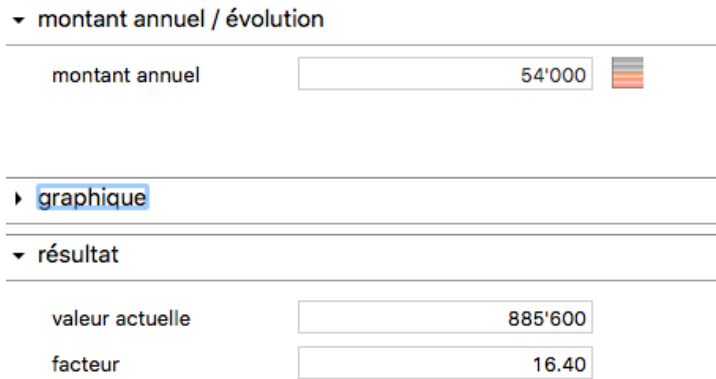 montant annuel / évolution
montant annuel 54'000
graphique
résultat
valeur actuelle 885'600
facteur 16.40